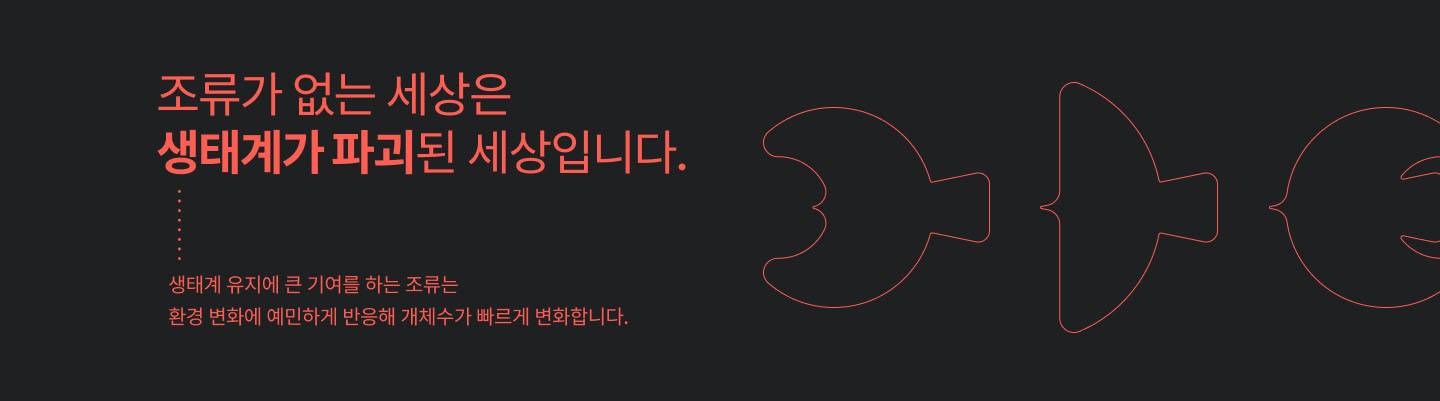 조류가 없는 세상은
생태계가 파괴된 세상입니다.
생태계 유지에 큰 기여를 하는 조류는
환경 변화에 예민하게 반응해 개체수가 빠르게 변화합니다.